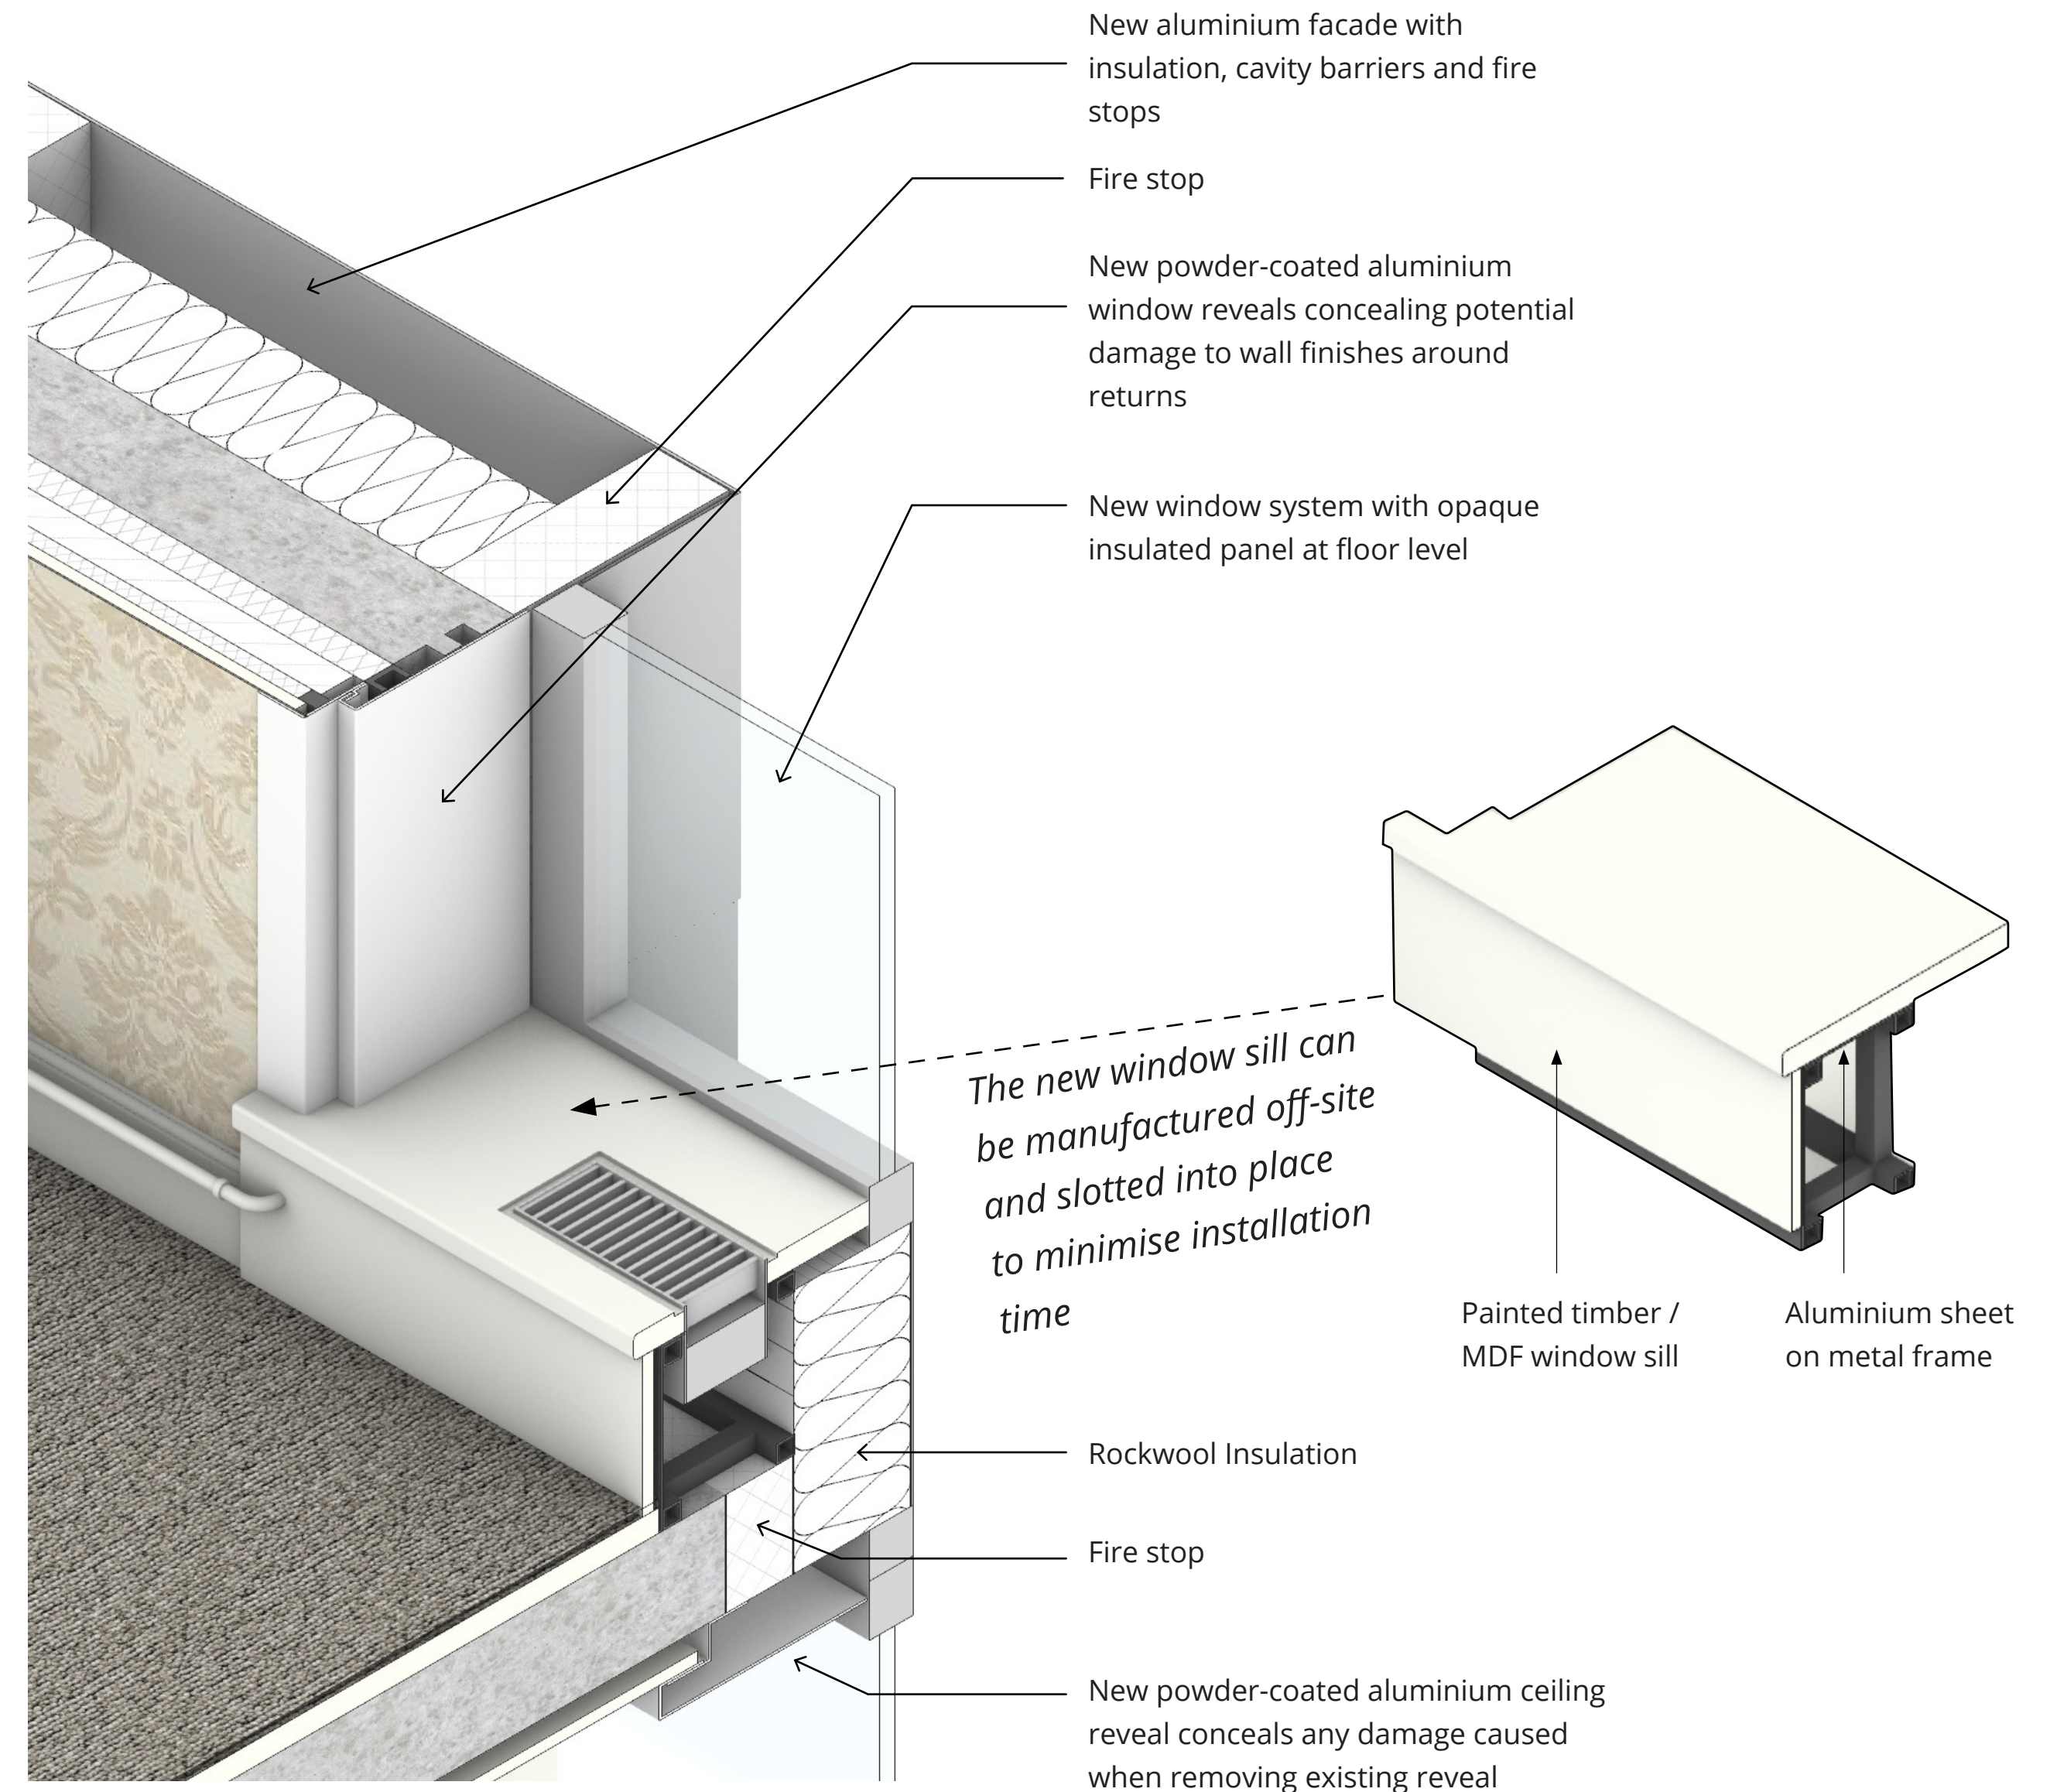 New aluminium facade with
insulation, cavity barriers and fire
stops
Fire stop
New powder-coated aluminium
window reveals concealing potential
damage to wall finishes around
returns
New window system with opaque
insulated panel at floor level
The new window sill can
be manufactured off-site
and slotted into place
to minimise installation
time
Painted timber /
MDF window sill
Aluminium sheet
on metal frame
Rockwool Insulation
Fire stop
New powder-coated aluminium ceiling
reveal conceals any damage caused
when removing existing reveal